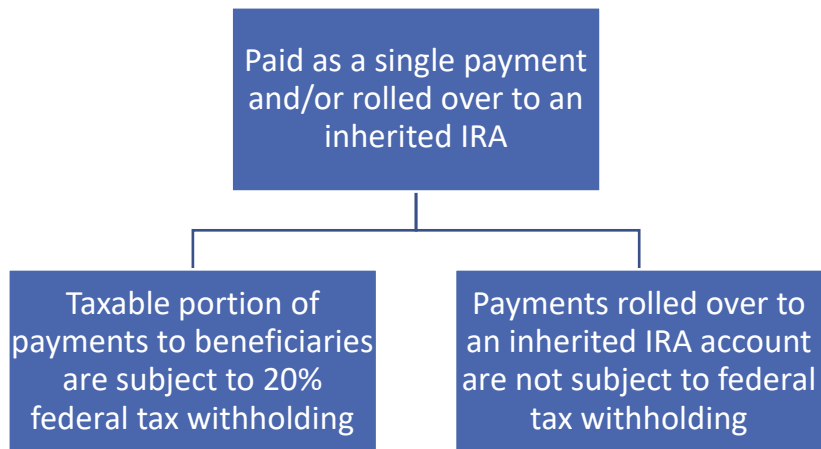 Paid as a single payment
and/or rolled over to an
inherited IRA
Taxable portion of
payments to beneficiaries
are subject to 20%
federal tax withholding
Payments rolled over to
an inherited IRA account
are not subject to federal
tax withholding